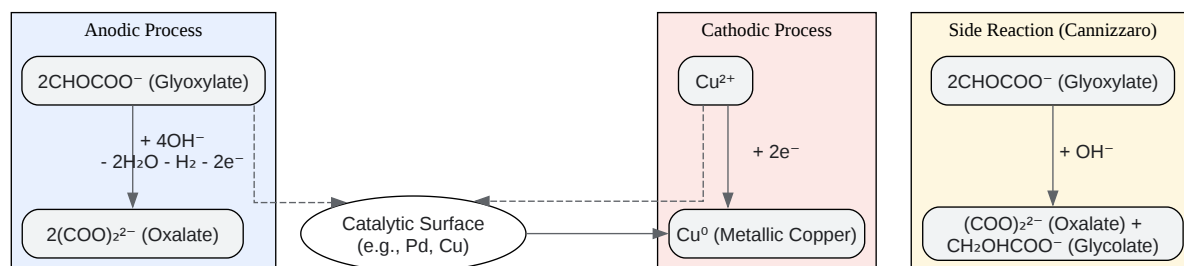 Anodic Process
2CHOCOO⁻ (Glyoxylate)
+ 4OH⁻
- 2H₂O - H₂ - 2e⁻
2(COO)₂²⁻ (Oxalate)
Catalytic Surface
(e.g., Pd, Cu)
Cathodic Process
Cu²⁺
+ 2e⁻
Cu⁰ (Metallic Copper)
Side Reaction (Cannizzaro)
2CHOCOO⁻ (Glyoxylate)
+ OH⁻
(COO)₂²⁻ (Oxalate) +
CH₂OHCOO⁻ (Glycolate)